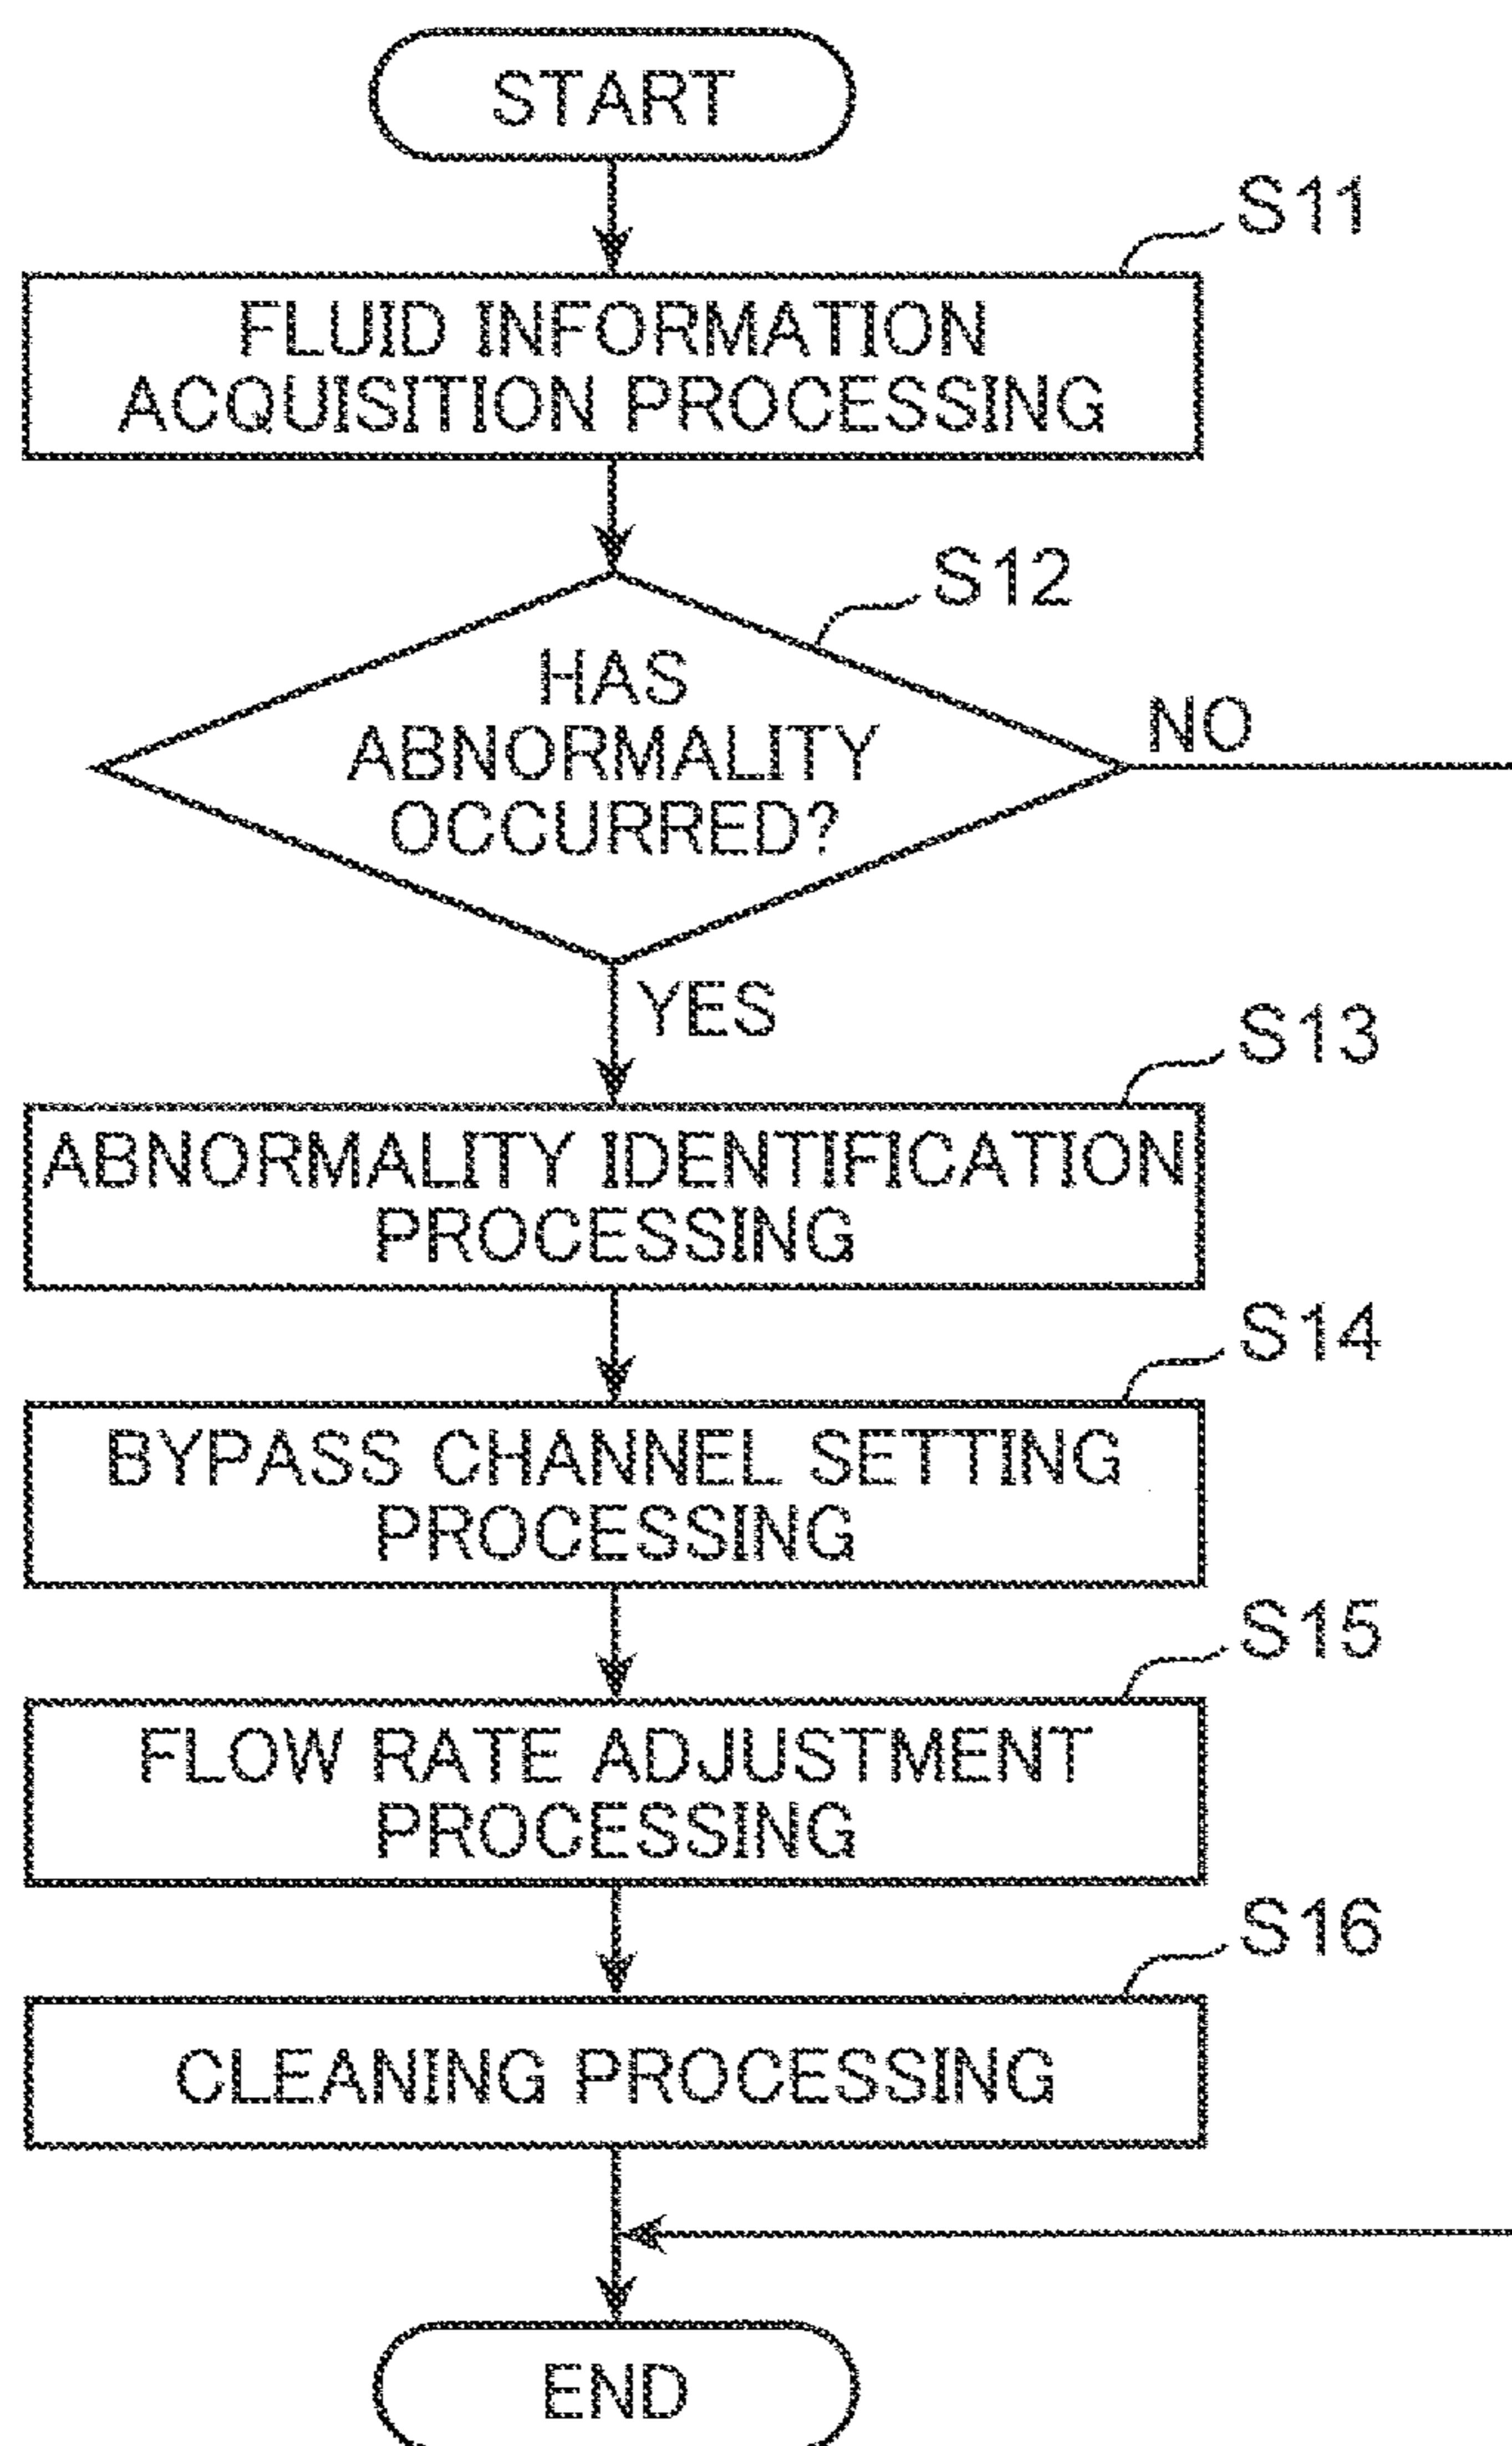 START
S11
FLUID INFORMATION
ACQUISITION PROCESSING
S12
HAS
ABNORMALITY
OCCURRED?
NO
YES
S13
ABNORMALITY IDENTIFICATION
PROCESSING
S14
BYPASS CHANNEL SETTING
PROCESSING
S15
FLOW RATE ADJUSTMENT
PROCESSING
S16
CLEANING PROCESSING
END